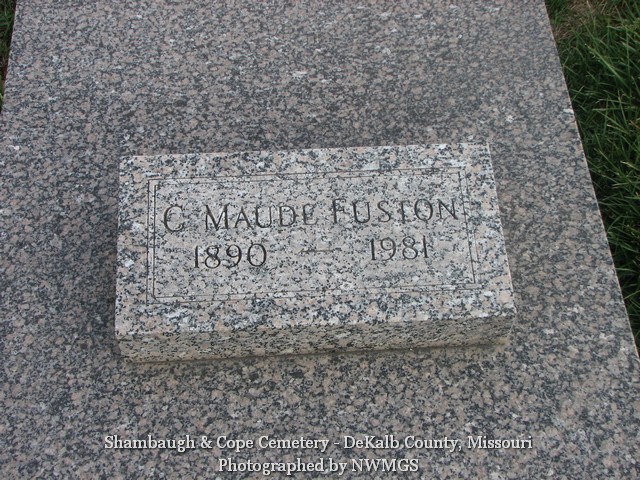 C Maude Fuston
1890 — 1981
Shambaugh & Cope Cemetery - DeKalb County, Missouri
Photographed by NWMGS